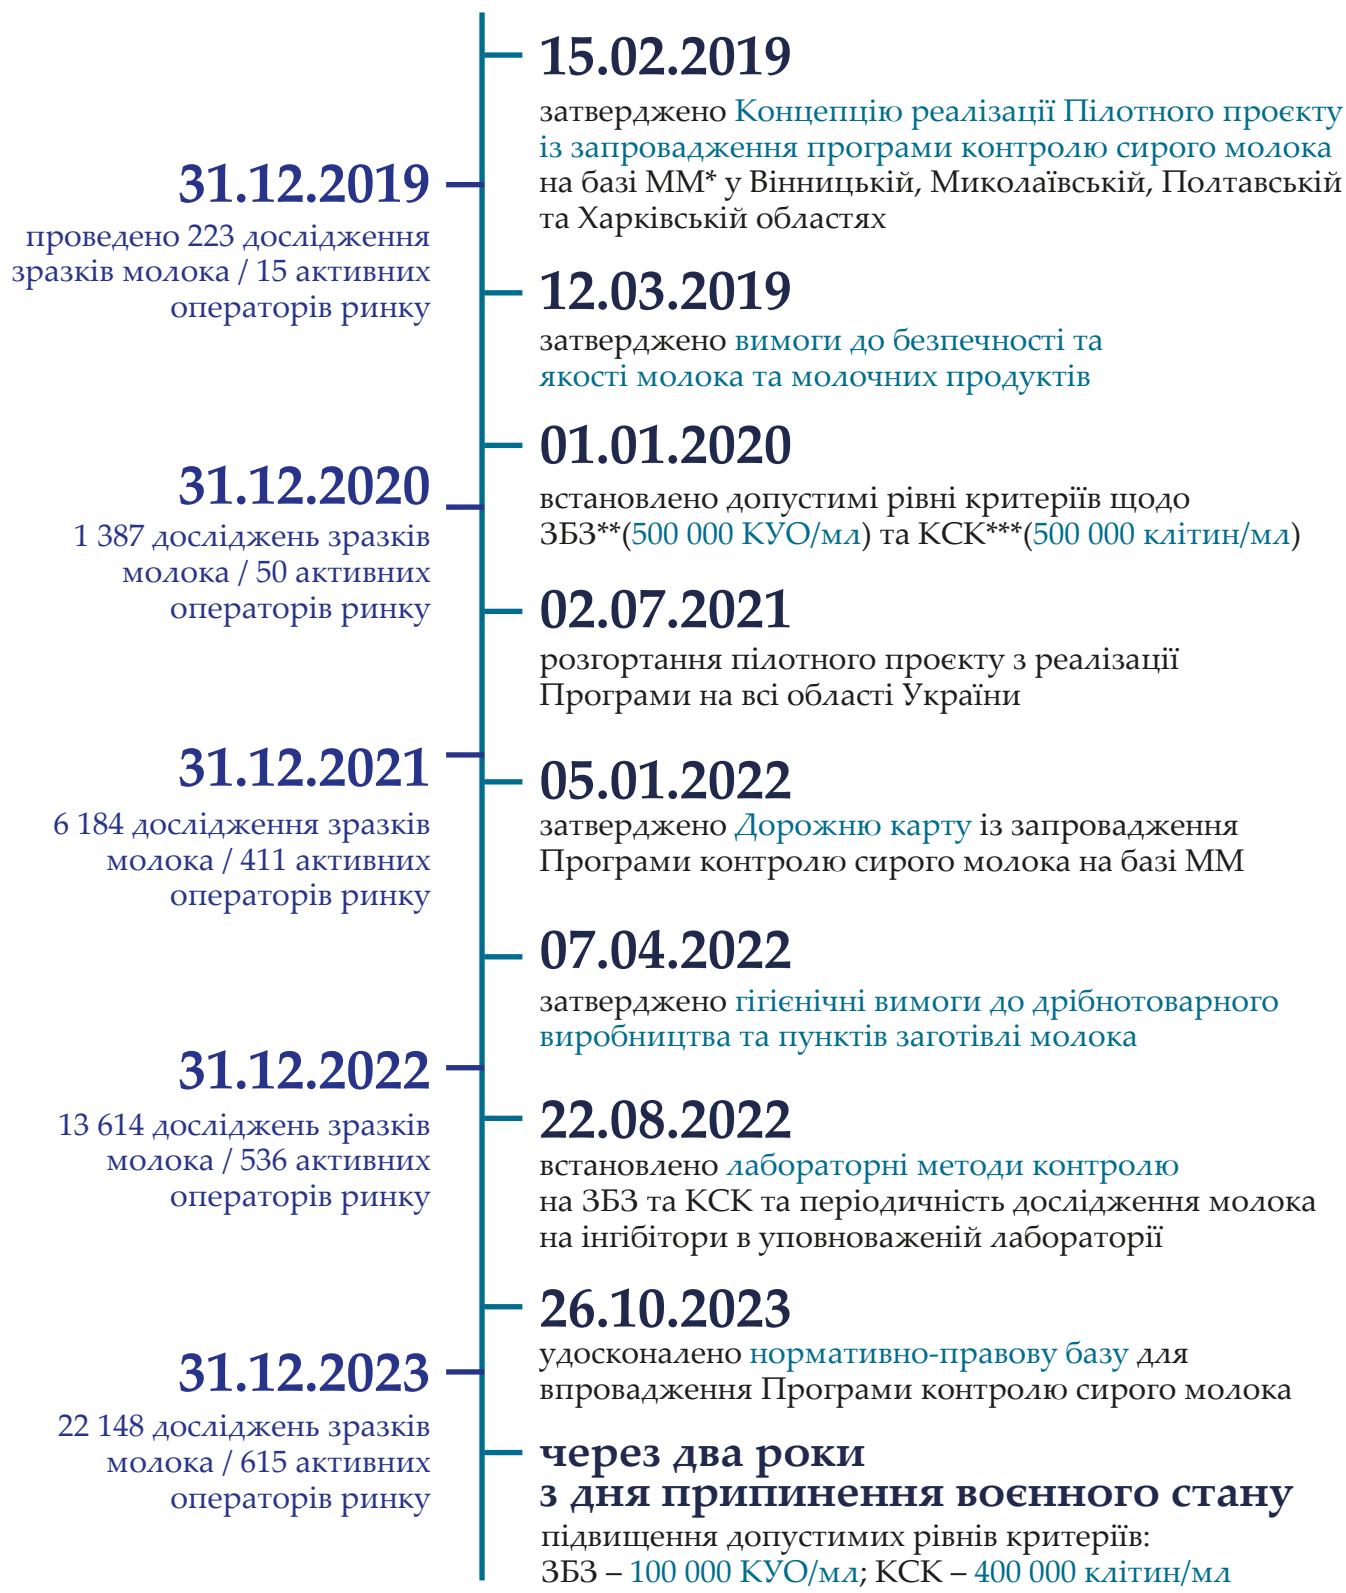 15.02.2019
затверджено Концепцію реалізації Пілотного проєкту
із запровадження програми контролю сирого молока
на базі ММ* у Вінницькій, Миколаївській, Полтавській
та Харківській областях
31.12.2019
проведено 223 дослідження
зразків молока / 15 активних
операторів ринку
12.03.2019
затверджено вимоги до безпечності та
якості молока та молочних продуктів
01.01.2020
встановлено допустимі рівні критеріїв щодо
ЗБЗ**(500 000 КУО/мл) та КСК***(500 000 клітин/мл)
31.12.2020
1 387 досліджень зразків
молока / 50 активних
операторів ринку
02.07.2021
розгортання пілотного проєкту з реалізації
Програми на всі області України
31.12.2021
6 184 дослідження зразків
молока / 411 активних
операторів ринку
05.01.2022
затверджено Дорожню карту із запровадження
Програми контролю сирого молока на базі ММ
07.04.2022
затверджено гігієнічні вимоги до дрібнотоварного
виробництва та пунктів заготівлі молока
31.12.2022
13 614 досліджень зразків
молока / 536 активних
операторів ринку
22.08.2022
встановлено лабораторні методи контролю
на ЗБЗ та КСК та періодичність дослідження молока
на інгібітори в уповноваженій лабораторії
26.10.2023
удосконалено нормативно-правову базу для
впровадження Програми контролю сирого молока
31.12.2023
22 148 досліджень зразків
молока / 615 активних
операторів ринку
через два роки
з дня припинення воєнного стану
підвищення допустимих рівнів критеріїв:
ЗБЗ – 100 000 КУО/мл; КСК – 400 000 клітин/мл